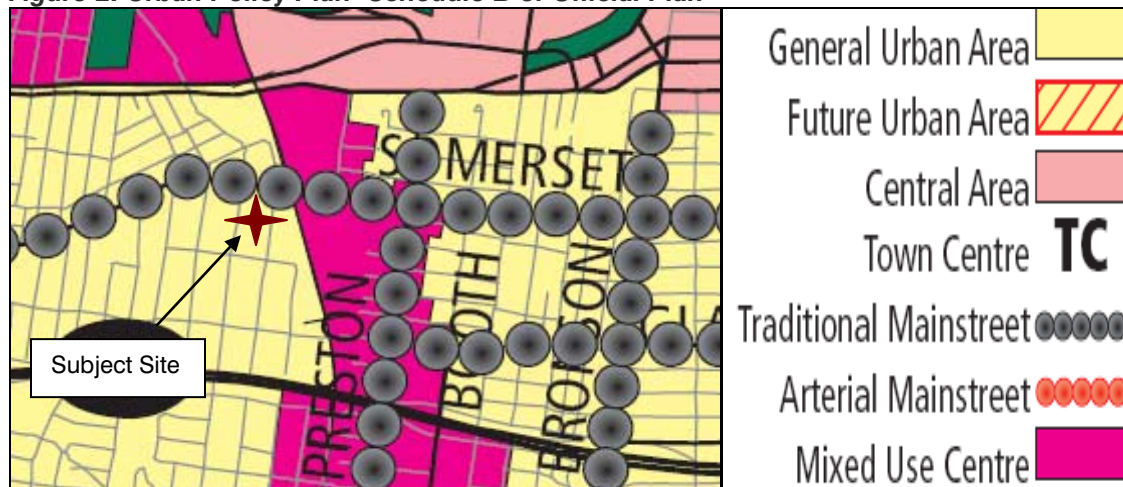 Figure 2: Urban Policy Plan- Schedule B of Official Plan
SOMERSET
PRESTON
BOOTH
BRONSON
CLA
Subject Site
General Urban Area
Future Urban Area
Central Area
Town Centre TC
Traditional Mainstreet
Arterial Mainstreet
Mixed Use Centre